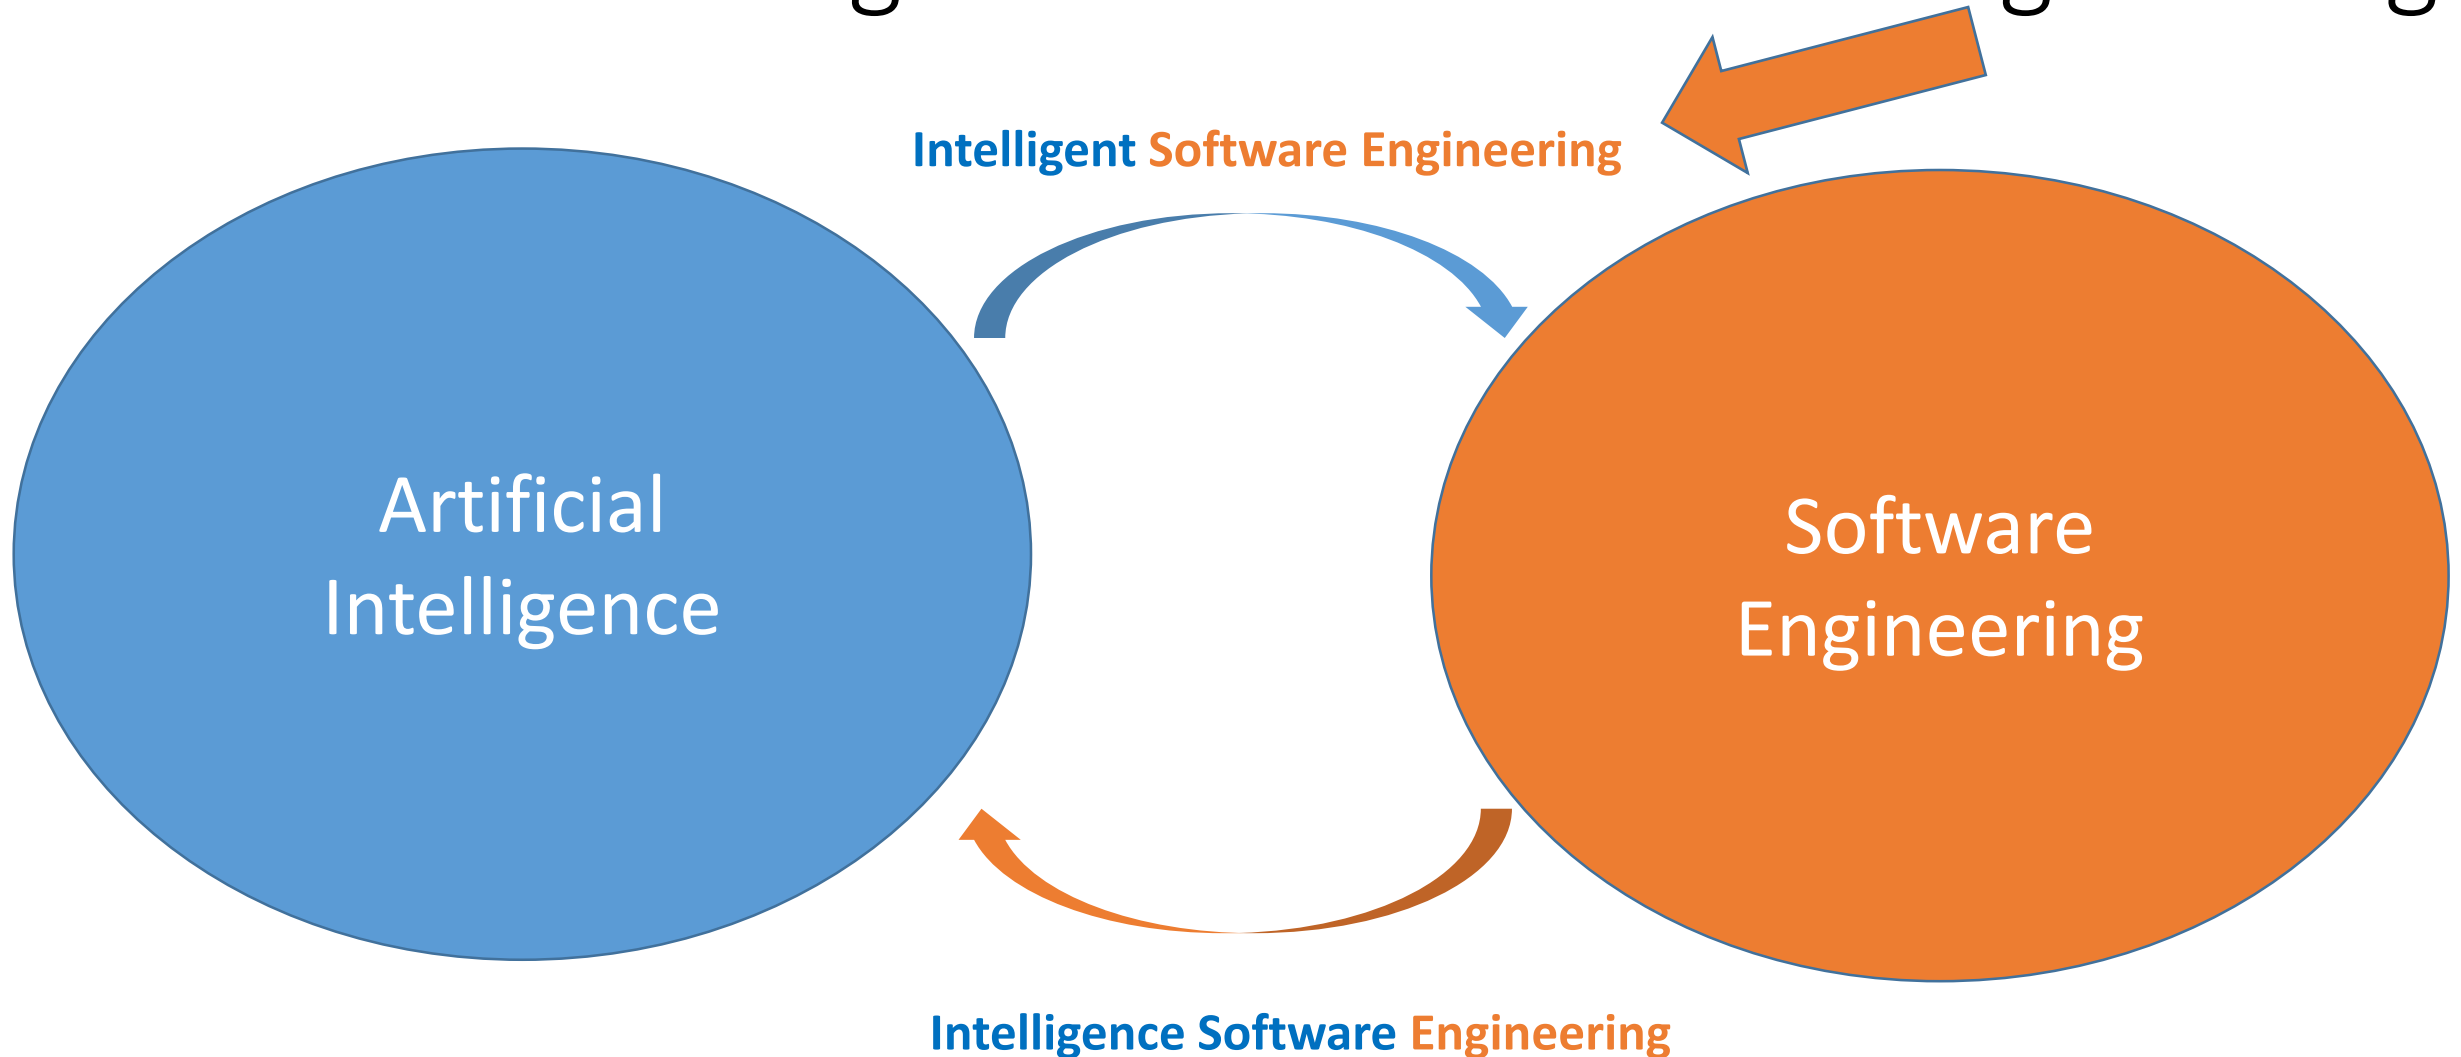 Intelligent Software Engineering
Artificial
Intelligence
Software
Engineering
Intelligence Software Engineering